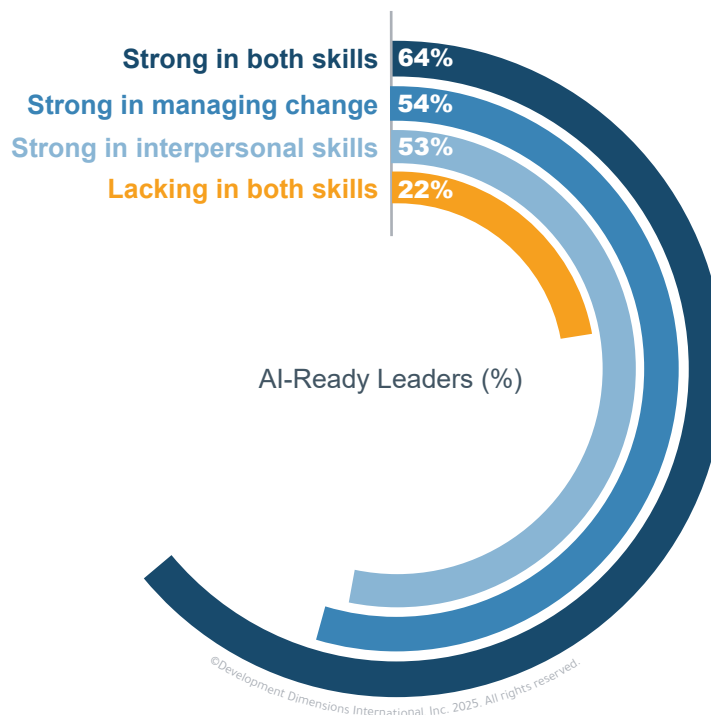 Strong in both skills 64%
Strong in managing change 54%
Strong in interpersonal skills 53%
Lacking in both skills 22%
AI-Ready Leaders (%)
©Development Dimensions International, Inc. 2025. All rights reserved.